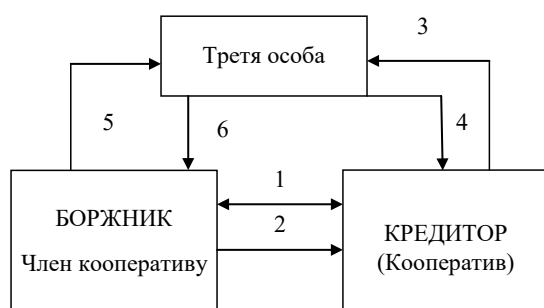 3
Третя особа
5
6
4
1
БОРЖНИК
2
КРЕДИТОР
Член кооперативу
(Кооператив)